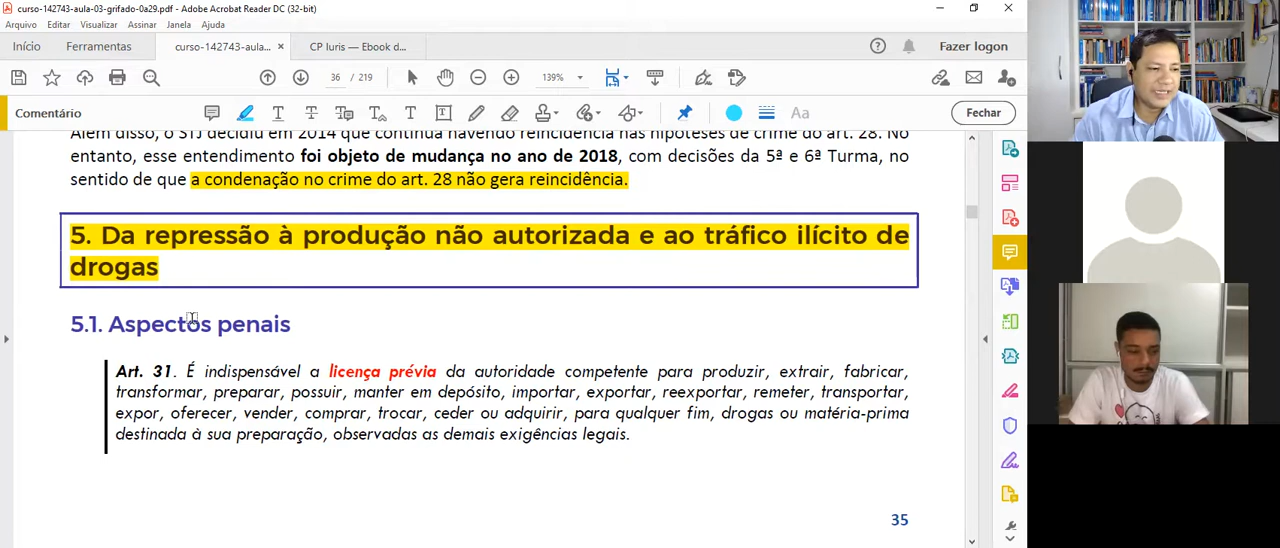 curso-142743-aula-03-grifado-0a29.pdf - Adobe Acrobat Reader DC (32-bit)
Arquivo Editar Visualizar Assinar Janela Ajuda
Início Ferramentas curso-142743-aula... × CP Iuris — Ebook d... Fazer logon
36 / 219 139%
Comentário Aa Fechar
Além disso, o STJ decidiu em 2014 que continua havendo reincidência nas hipóteses de crime do art. 28. No
entanto, esse entendimento foi objeto de mudança no ano de 2018, com decisões da 5ª e 6ª Turma, no
sentido de que a condenação no crime do art. 28 não gera reincidência.
5. Da repressão à produção não autorizada e ao tráfico ilícito de
drogas
5.1. Aspectos penais
Art. 31. É indispensável a licença prévia da autoridade competente para produzir, extrair, fabricar,
transformar, preparar, possuir, manter em depósito, importar, exportar, reexportar, remeter, transportar,
expor, oferecer, vender, comprar, trocar, ceder ou adquirir, para qualquer fim, drogas ou matéria-prima
destinada à sua preparação, observadas as demais exigências legais.
35